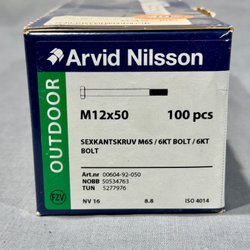 Arvid Nilsson
OUTDOOR
M12x50 100 pcs
SEXKANTSKRUV M6S / 6KT BOLT / 6KT
BOLT
Art.nr 00604-92-050
NOBB 50534763
TUN 5277976
FZV
NV 16 8.8 ISO 4014